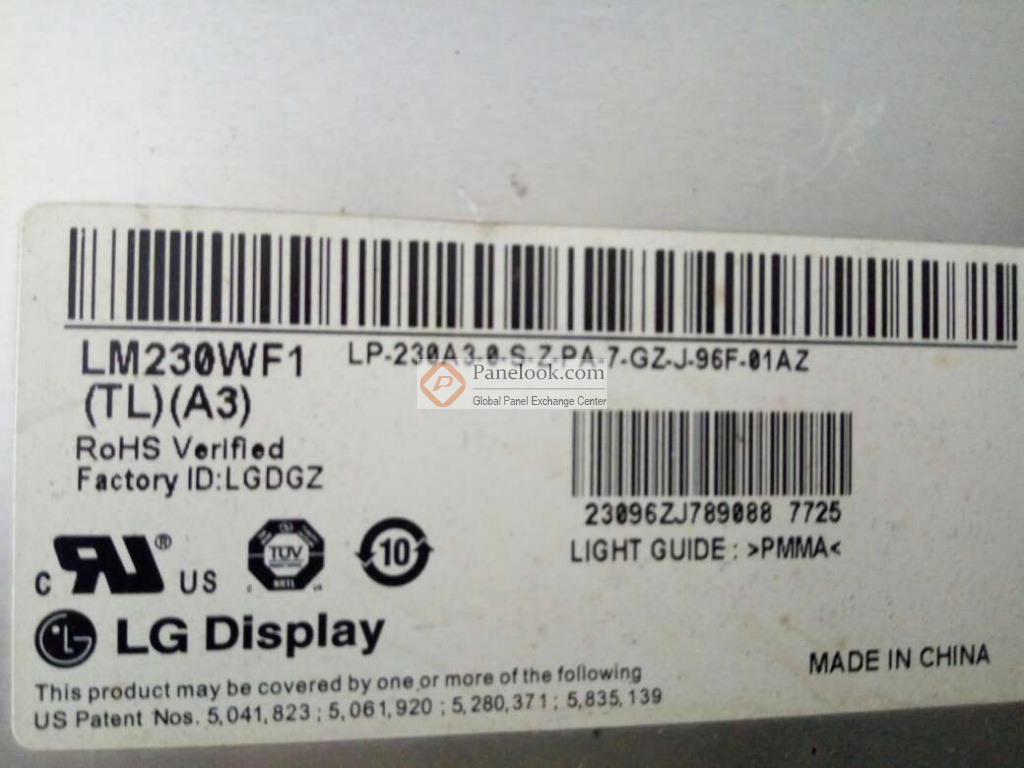 LM230WF1
(TL)(A3)
LP-230A3-0-S-Z-PA-7-GZ-J-96F-01AZ
Panelook.com
Global Panel Exchange Center
RoHS Verified
Factory ID:LGDGZ
23096ZJ789088 7725
LIGHT GUIDE : >PMMA<
C RU ® US
TUV
10
LG Display
MADE IN CHINA
This product may be covered by one or more of the following
US Patent Nos. 5,041,823 ; 5,061,920 ; 5,280,371 ; 5,835,139